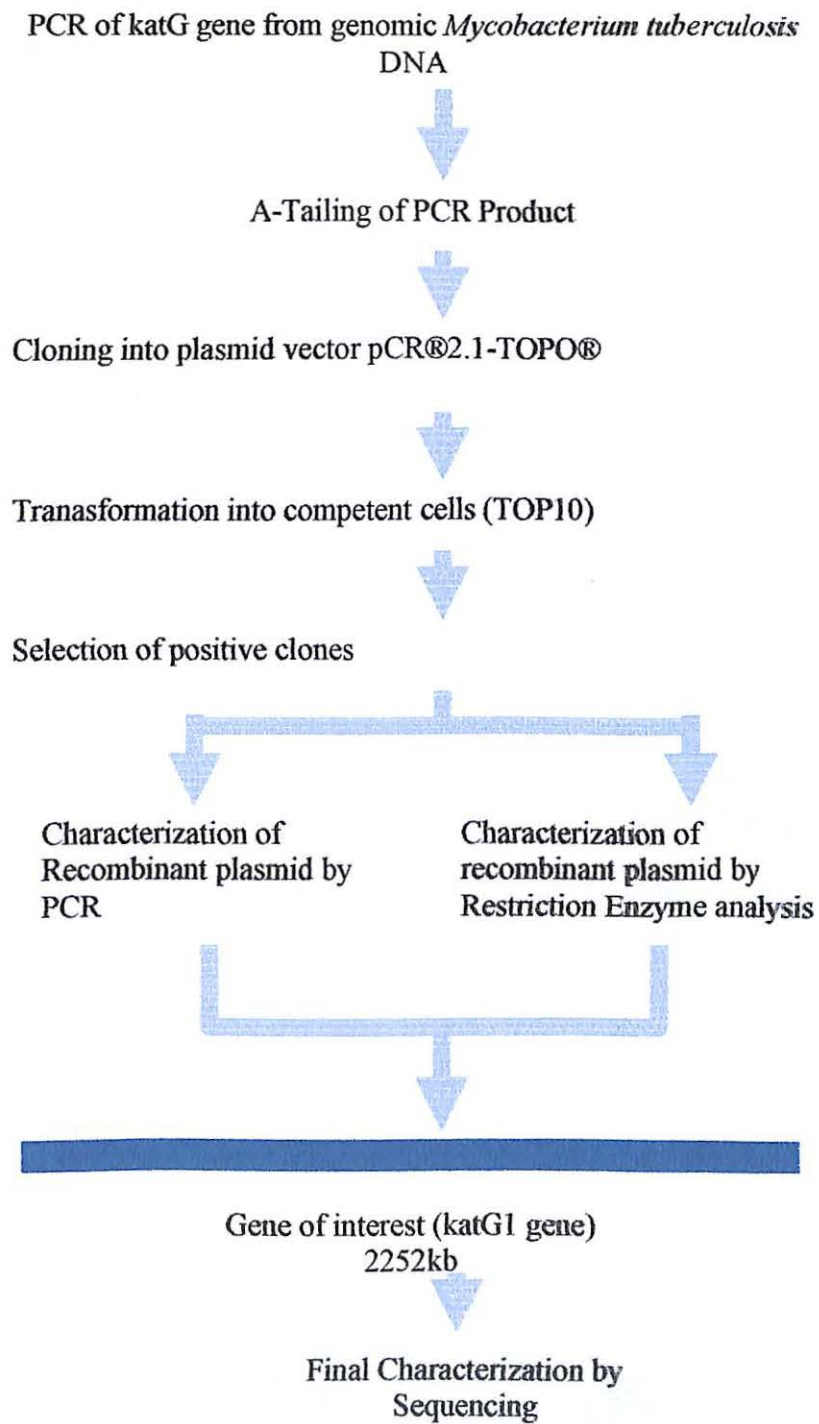 PCR of katG gene from genomic Mycobacterium tuberculosis
DNA
A-Tailing of PCR Product
Cloning into plasmid vector pCR®2.1-TOPO®
Tranasformation into competent cells (TOP10)
Selection of positive clones
Characterization of
Recombinant plasmid by
PCR
Characterization of
recombinant plasmid by
Restriction Enzyme analysis
Gene of interest (katG1 gene)
2252kb
Final Characterization by
Sequencing